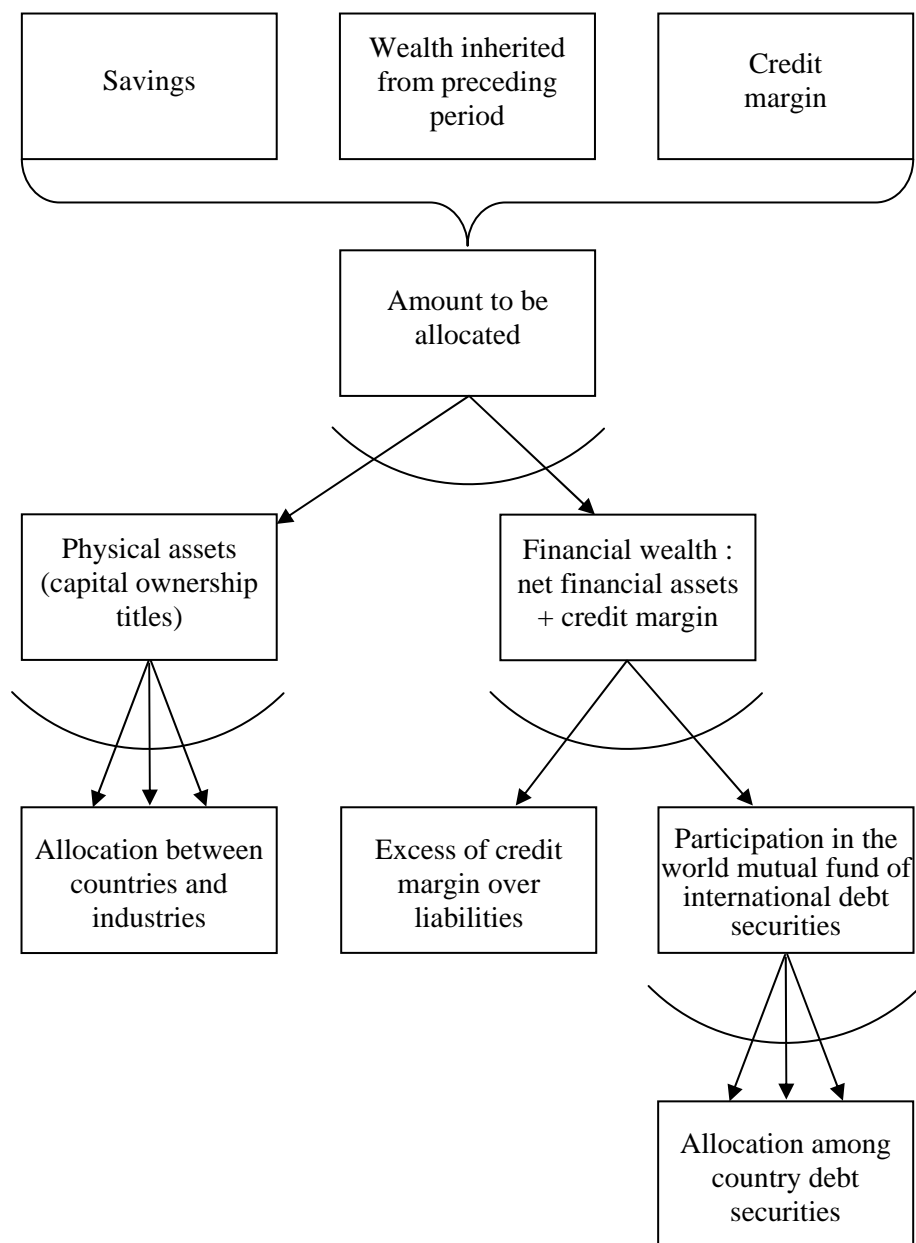 Savings
Wealth inherited
from preceding
period
Credit
margin
Amount to be
allocated
Physical assets
(capital ownership
titles)
Financial wealth :
net financial assets
+ credit margin
Allocation between
countries and
industries
Excess of credit
margin over
liabilities
Participation in the
world mutual fund of
international debt
securities
Allocation among
country debt
securities